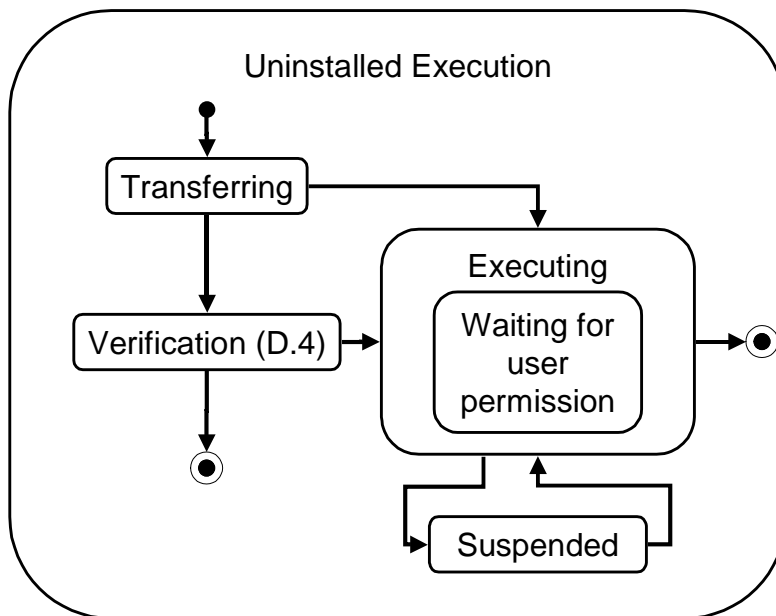 Uninstalled Execution
Transferring
Executing
Verification (D.4)
Waiting for
user
permission
Suspended